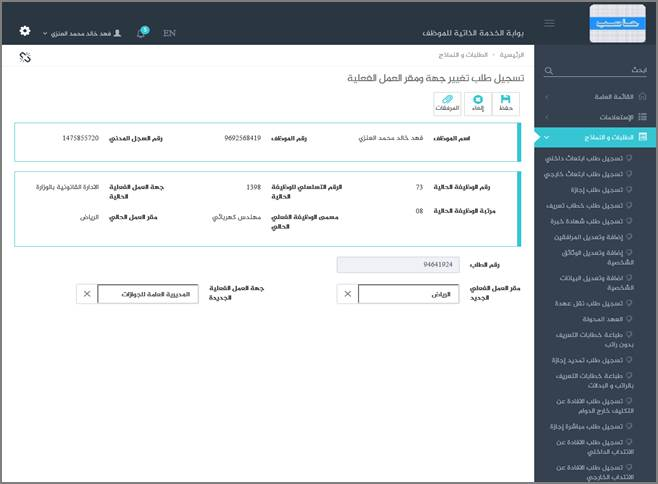 حاسب
بوابة الخدمة الذاتية للموظف
EN
5
فهد خالد محمد العنزي
ابحث
القائمة العامة
الإستعلامات
الطلبات و النماذج
تسجيل طلب ابتعاث داخلي
تسجيل طلب ابتعاث خارجي
تسجيل طلب إجازة
تسجيل طلب خطاب تعريف
تسجيل طلب شهادة خبرة
إضافة وتعديل المرافقين
إضافة وتعديل الوثائق
الشخصية
اضافة وتعديل البيانات
الشخصية
تسجيل طلب نقل عهدة
العهد المحولة
طباعة خطابات التعريف
بدون راتب
تسجيل طلب تمديد إجازة
طباعة خطابات التعريف
بالراتب و البدلات
تسجيل طلب الافادة عن
التكليف خارج الدوام
تسجيل طلب مباشرة إجازة
تسجيل طلب الافادة عن
الانتداب الداخلي
تسجيل طلب الافادة عن
الانتداب الخارجي
الرئيسية - الطلبات و النماذج
تسجيل طلب تغيير جهة ومقر العمل الفعلية
حفظ
إلغاء
المرفقات
اسم الموظف فهد خالد محمد العنزي رقم الموظف 9692568419 رقم السجل المدني 1475855720
رقم الوظيفة الحالية 73 الرقم التسلسلي للوظيفة الحالية 1398 جهة العمل الفعلية الحالية الادارة القانونية بالوزارة
مرتبة الوظيفة الحالية 08 مسمى الوظيفة الفعلي الحالي مهندس كهربائي مقر العمل الحالي الرياض
رقم الطلب 94641924
مقر العمل الفعلي الجديد الرياض جهة العمل الفعلية الجديدة المديرية العامة للجوازات